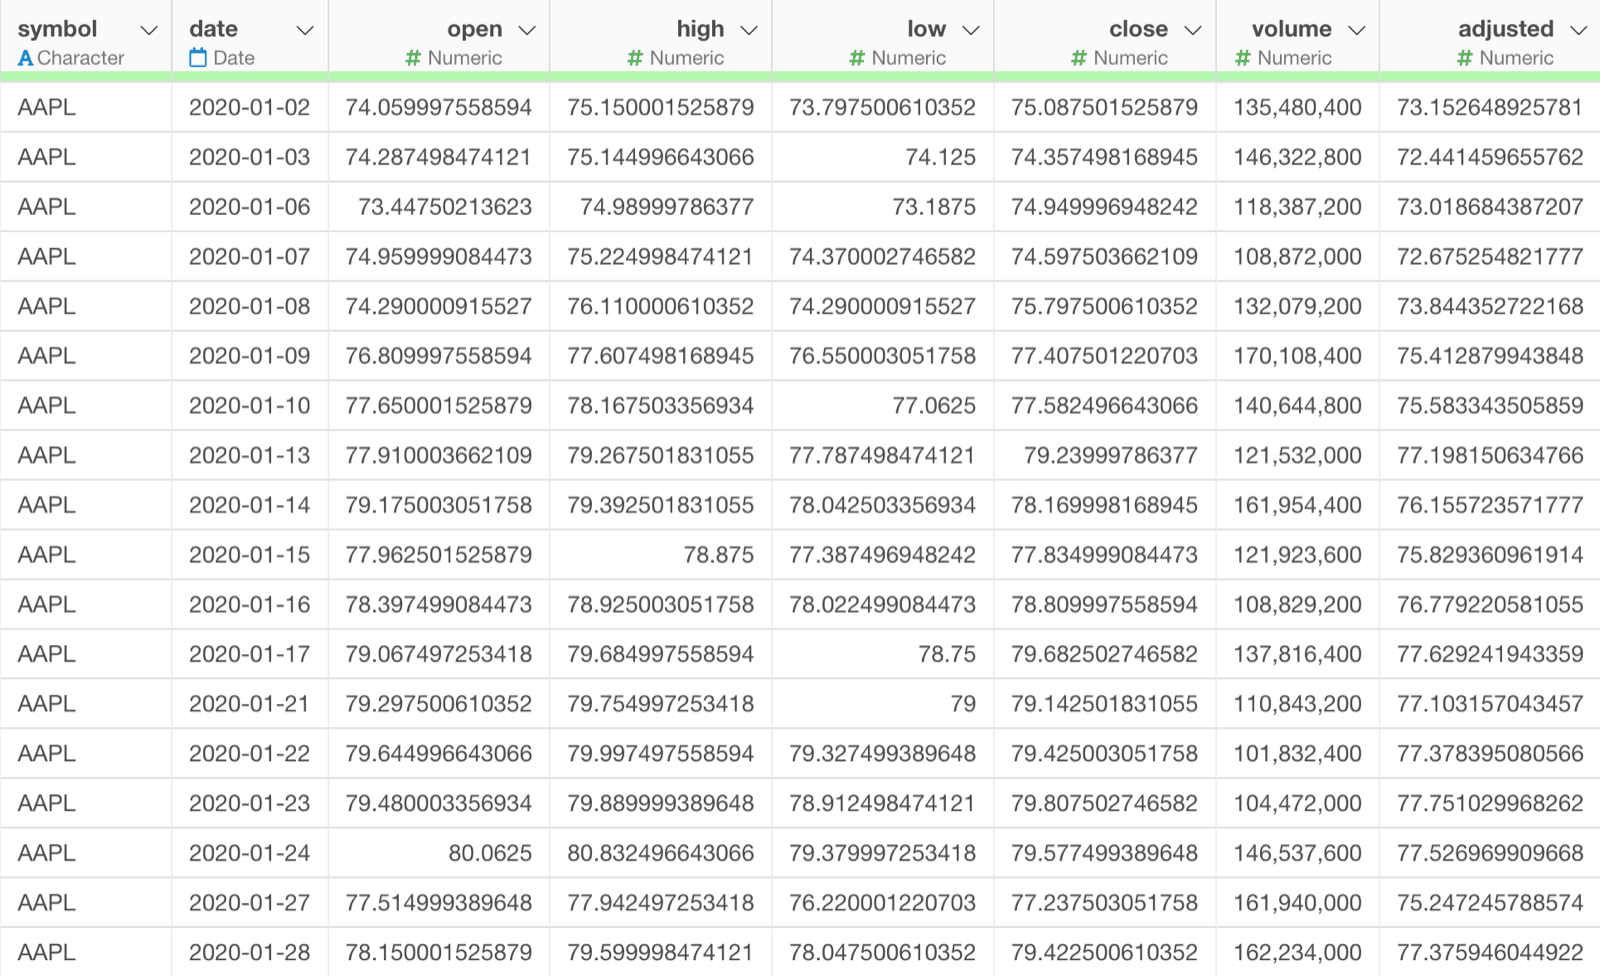 symbol date open high low close volume adjusted
A Character Date # Numeric # Numeric # Numeric # Numeric # Numeric # Numeric
AAPL 2020-01-02 74.059997558594 75.150001525879 73.797500610352 75.087501525879 135,480,400 73.152648925781
AAPL 2020-01-03 74.287498474121 75.144996643066 74.125 74.357498168945 146,322,800 72.441459655762
AAPL 2020-01-06 73.44750213623 74.98999786377 73.1875 74.949996948242 118,387,200 73.018684387207
AAPL 2020-01-07 74.959999084473 75.224998474121 74.370002746582 74.597503662109 108,872,000 72.675254821777
AAPL 2020-01-08 74.290000915527 76.110000610352 74.290000915527 75.797500610352 132,079,200 73.844352722168
AAPL 2020-01-09 76.809997558594 77.607498168945 76.550003051758 77.407501220703 170,108,400 75.412879943848
AAPL 2020-01-10 77.650001525879 78.167503356934 77.0625 77.582496643066 140,644,800 75.583343505859
AAPL 2020-01-13 77.910003662109 79.267501831055 77.787498474121 79.23999786377 121,532,000 77.198150634766
AAPL 2020-01-14 79.175003051758 79.392501831055 78.042503356934 78.169998168945 161,954,400 76.155723571777
AAPL 2020-01-15 77.962501525879 78.875 77.387496948242 77.834999084473 121,923,600 75.829360961914
AAPL 2020-01-16 78.397499084473 78.925003051758 78.022499084473 78.809997558594 108,829,200 76.779220581055
AAPL 2020-01-17 79.067497253418 79.684997558594 78.75 79.682502746582 137,816,400 77.629241943359
AAPL 2020-01-21 79.297500610352 79.754997253418 79 79.142501831055 110,843,200 77.103157043457
AAPL 2020-01-22 79.644996643066 79.997497558594 79.327499389648 79.425003051758 101,832,400 77.378395080566
AAPL 2020-01-23 79.480003356934 79.889999389648 78.912498474121 79.807502746582 104,472,000 77.751029968262
AAPL 2020-01-24 80.0625 80.832496643066 79.379997253418 79.577499389648 146,537,600 77.526969909668
AAPL 2020-01-27 77.514999389648 77.942497253418 76.220001220703 77.237503051758 161,940,000 75.247245788574
AAPL 2020-01-28 78.150001525879 79.599998474121 78.047500610352 79.422500610352 162,234,000 77.375946044922